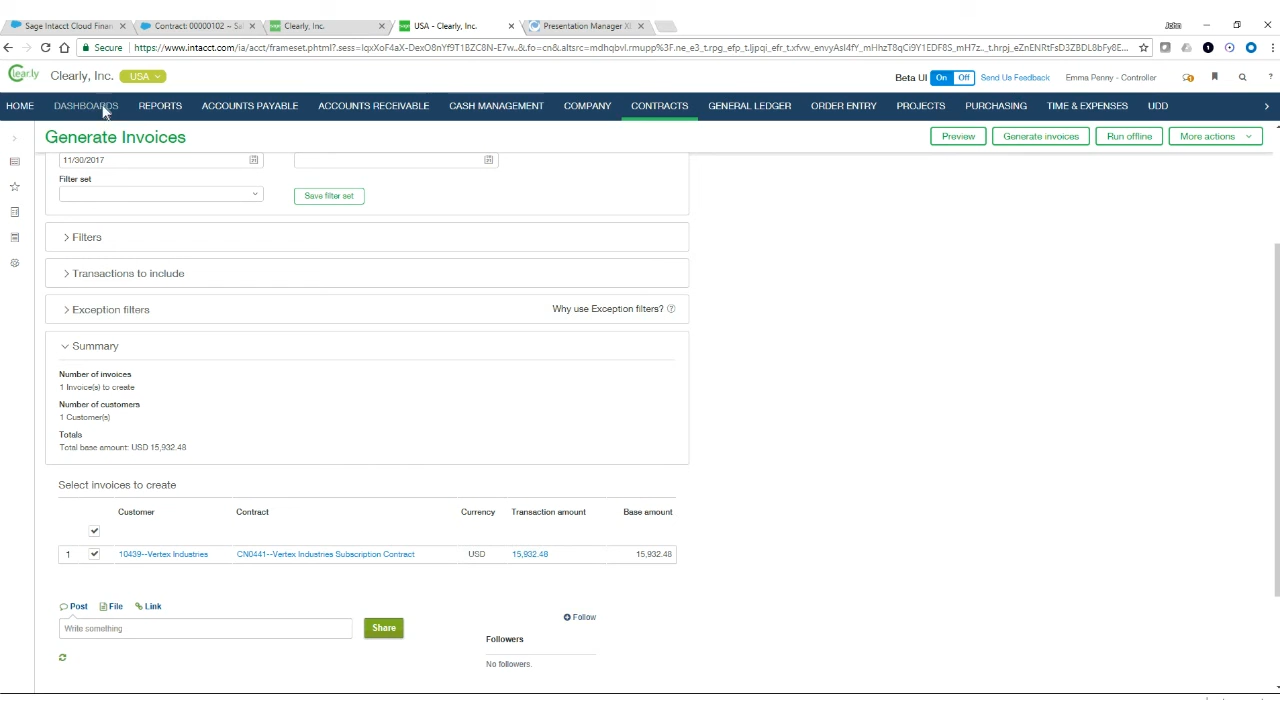 Sage Intacct Cloud Finan
Contract: 00000102 ~ Sal
Clearly, Inc.
USA - Clearly, Inc.
Presentation Manager XI
John
Secure
Clear.ly
Clearly, Inc.
USA
Beta UI On Off Send Us Feedback Emma Penny - Controller
HOME DASHBOARDS REPORTS ACCOUNTS PAYABLE ACCOUNTS RECEIVABLE CASH MANAGEMENT COMPANY CONTRACTS GENERAL LEDGER ORDER ENTRY PROJECTS PURCHASING TIME & EXPENSES UDD
Generate Invoices
Preview Generate invoices Run offline More actions
11/30/2017
Filter set
Save filter set
Filters
Transactions to include
Exception filters Why use Exception filters?
Summary
Number of invoices
1 Invoice(s) to create
Number of customers
1 Customer(s)
Totals
Total base amount: USD 15,932.48
Select invoices to create
Customer Contract Currency Transaction amount Base amount
1 10439--Vertex Industries CN0441--Vertex Industries Subscription Contract USD 15,932.48 15,932.48
Post File Link
Follow
Write something Share
Followers
No followers.